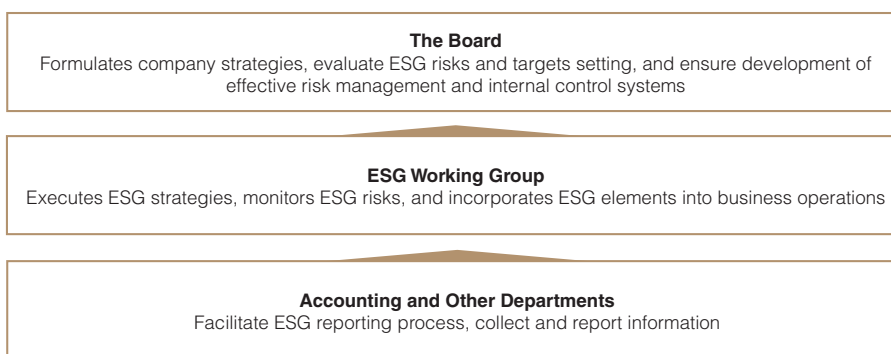 The Board
Formulates company strategies, evaluate ESG risks and targets setting, and ensure development of
effective risk management and internal control systems
ESG Working Group
Executes ESG strategies, monitors ESG risks, and incorporates ESG elements into business operations
Accounting and Other Departments
Facilitate ESG reporting process, collect and report information